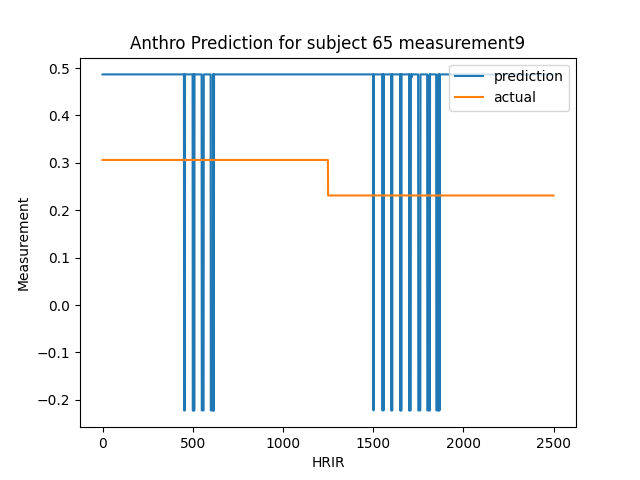 Anthro Prediction for subject 65 measurement9
prediction
actual
0.5
0.4
0.3
0.2
0.1
0.0
−0.1
−0.2
Measurement
0
500
1000
1500
2000
2500
HRIR